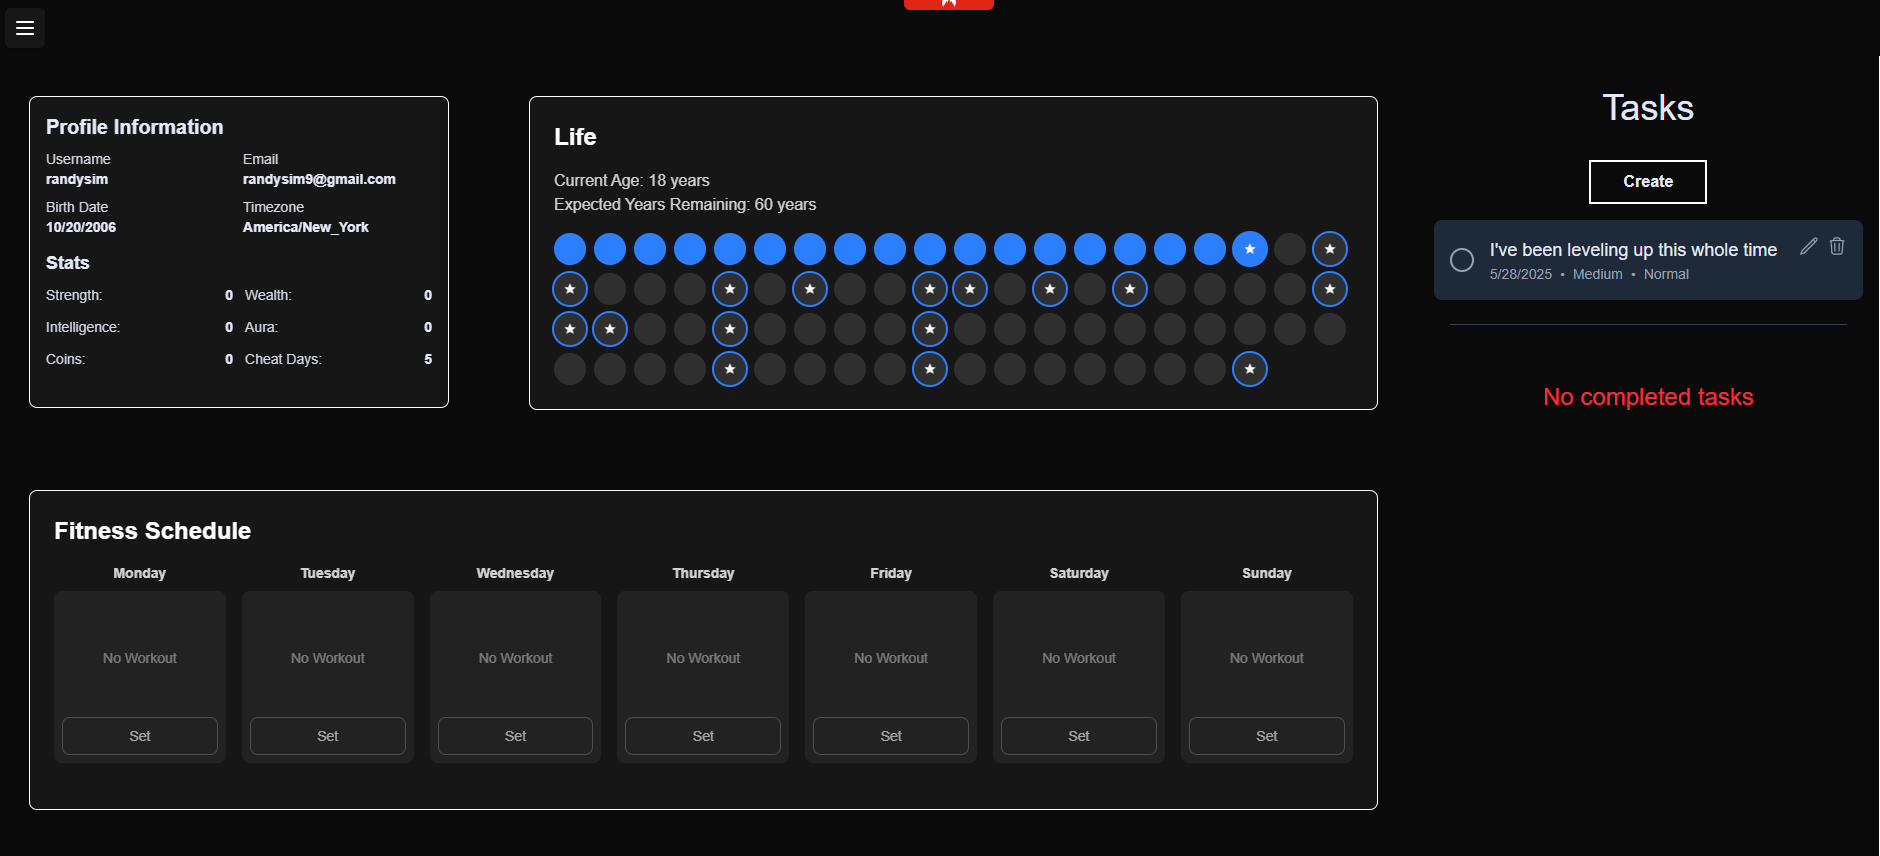 Profile Information
Username
randysim
Email
randysim9@gmail.com
Birth Date
10/20/2006
Timezone
America/New_York
Stats
Strength: 0 Wealth: 0
Intelligence: 0 Aura: 0
Coins: 0 Cheat Days: 5
Life
Current Age: 18 years
Expected Years Remaining: 60 years
Tasks
Create
I've been leveling up this whole time
5/28/2025 • Medium • Normal
No completed tasks
Fitness Schedule
Monday Tuesday Wednesday Thursday Friday Saturday Sunday
No Workout No Workout No Workout No Workout No Workout No Workout No Workout
Set Set Set Set Set Set Set